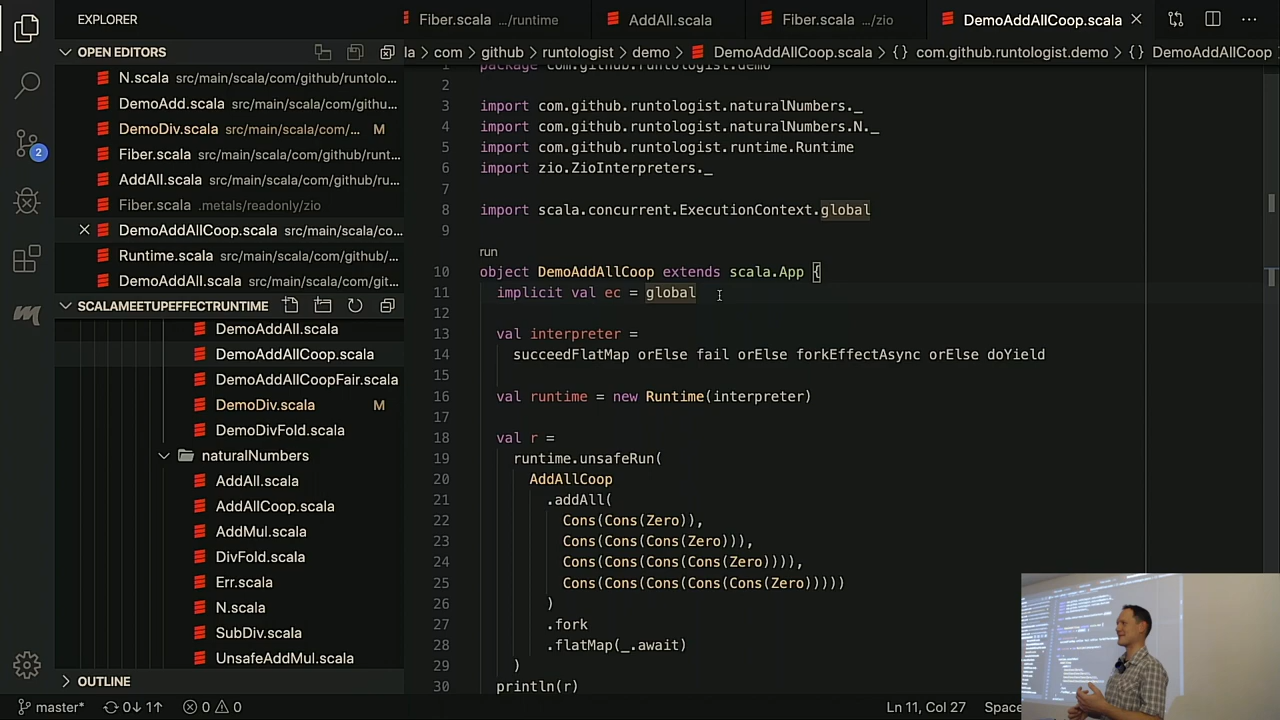 EXPLORER
OPEN EDITORS
N.scala src/main/scala/com/github/runtolo...
DemoAdd.scala src/main/scala/com/githu...
DemoDiv.scala src/main/scala/com/... M
Fiber.scala src/main/scala/com/github/runt...
AddAll.scala src/main/scala/com/github/ru...
Fiber.scala .metals/readonly/zio
DemoAddAllCoop.scala src/main/scala/co...
Runtime.scala src/main/scala/com/github/...
DemoAddAll.scala src/main/scala/com/git...
SCALAMEETUPEFFECTRUNTIME
DemoAddAll.scala
DemoAddAllCoop.scala
DemoAddAllCoopFair.scala
DemoDiv.scala M
DemoDivFold.scala
naturalNumbers
AddAll.scala
AddAllCoop.scala
AddMul.scala
DivFold.scala
Err.scala
N.scala
SubDiv.scala
UnsafeAddMul.scala
OUTLINE
2
Fiber.scala .../runtime AddAll.scala Fiber.scala .../zio DemoAddAllCoop.scala
la > com > github > runtologist > demo > DemoAddAllCoop.scala > {} com.github.runtologist.demo > {} DemoAddAllCoop
1 package com.github.runtologist.demo
2
3 import com.github.runtologist.naturalNumbers._
4 import com.github.runtologist.naturalNumbers.N._
5 import com.github.runtologist.runtime.Runtime
6 import zio.ZioInterpreters._
7
8 import scala.concurrent.ExecutionContext.global
9
run
10 object DemoAddAllCoop extends scala.App {
11 implicit val ec = global
12
13 val interpreter =
14 succeedFlatMap orElse fail orElse forkEffectAsync orElse doYield
15
16 val runtime = new Runtime(interpreter)
17
18 val r =
19 runtime.unsafeRun(
20 AddAllCoop
21 .addAll(
22 Cons(Cons(Zero)),
23 Cons(Cons(Cons(Zero))),
24 Cons(Cons(Cons(Cons(Zero)))),
25 Cons(Cons(Cons(Cons(Cons(Zero)))))
26 )
27 .fork
28 .flatMap(_.await)
29 )
30 println(r)
master* 0↓ 1↑ 0 0 Ln 11, Col 27